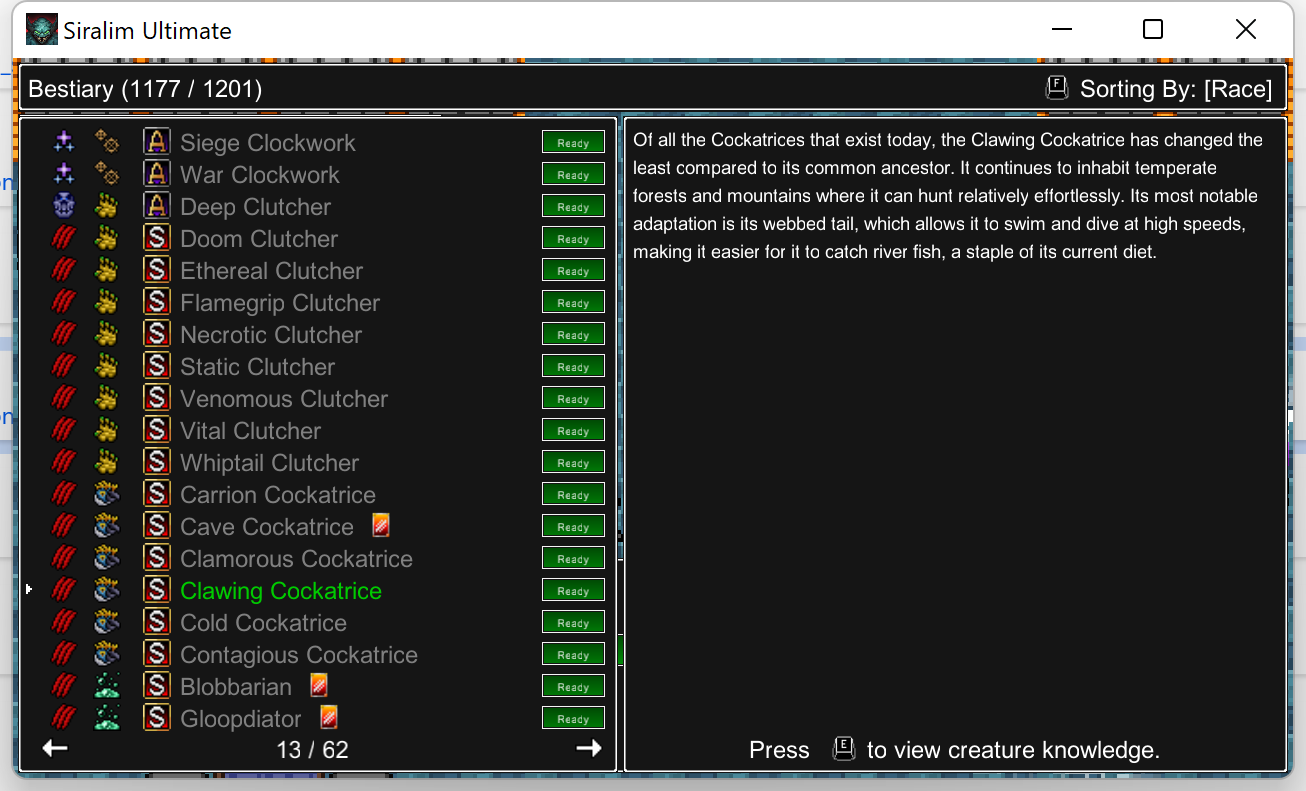 Siralim Ultimate
Bestiary (1177 / 1201)
F Sorting By: [Race]
A Siege Clockwork Ready
A War Clockwork Ready
A Deep Clutcher Ready
S Doom Clutcher Ready
S Ethereal Clutcher Ready
S Flamegrip Clutcher Ready
S Necrotic Clutcher Ready
S Static Clutcher Ready
S Venomous Clutcher Ready
S Vital Clutcher Ready
S Whiptail Clutcher Ready
S Carrion Cockatrice Ready
S Cave Cockatrice Ready
S Clamorous Cockatrice Ready
S Clawing Cockatrice Ready
S Cold Cockatrice Ready
S Contagious Cockatrice Ready
S Blobbarian Ready
S Gloopdiator Ready
13 / 62
Of all the Cockatrices that exist today, the Clawing Cockatrice has changed the
least compared to its common ancestor. It continues to inhabit temperate
forests and mountains where it can hunt relatively effortlessly. Its most notable
adaptation is its webbed tail, which allows it to swim and dive at high speeds,
making it easier for it to catch river fish, a staple of its current diet.
Press E to view creature knowledge.